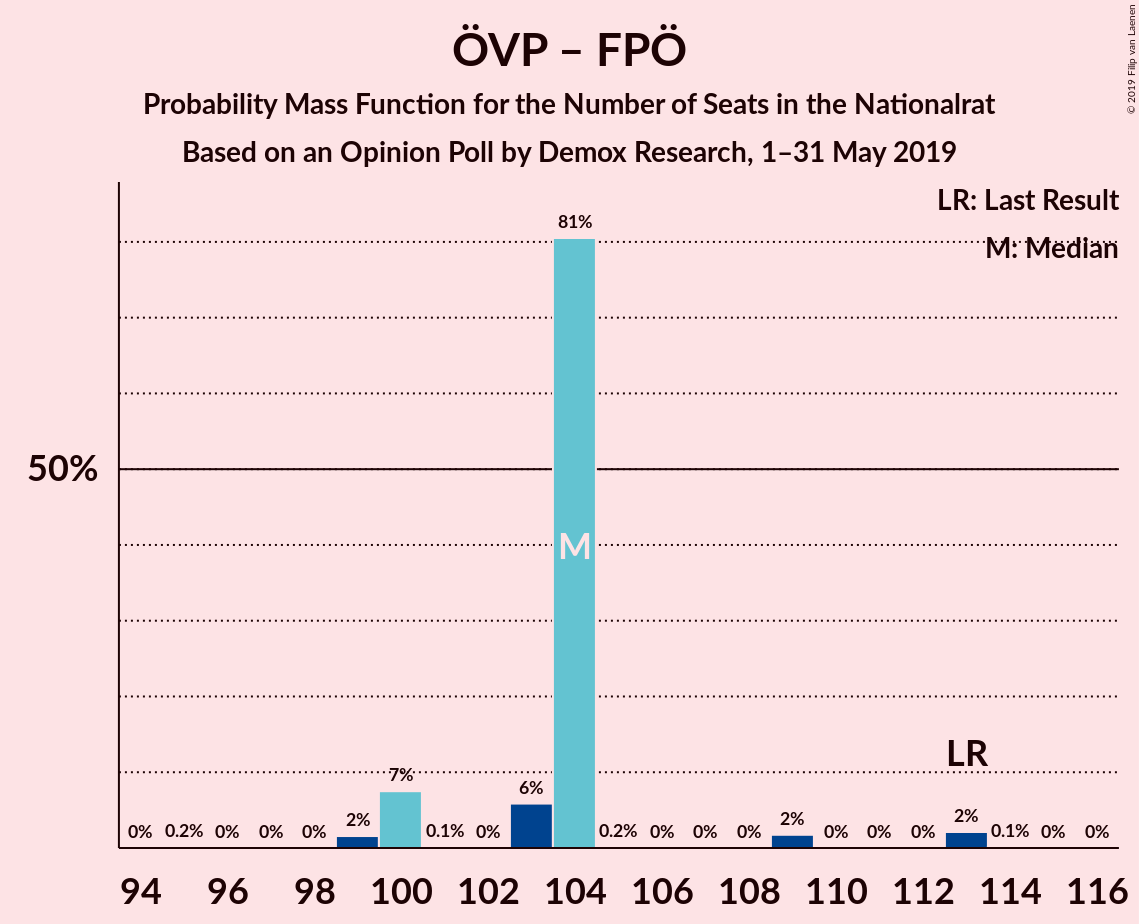 ÖVP – FPÖ
Probability Mass Function for the Number of Seats in the Nationalrat
Based on an Opinion Poll by Demox Research, 1–31 May 2019
© 2019 Filip van Laenen
LR: Last Result
M: Median
50%
0% 0.2% 0% 0% 0% 2% 7% 0.1% 0% 6% 81% 0.2% 0% 0% 0% 2% 0% 0% 0% 2% 0.1% 0% 0%
M
LR
94 96 98 100 102 104 106 108 110 112 114 116